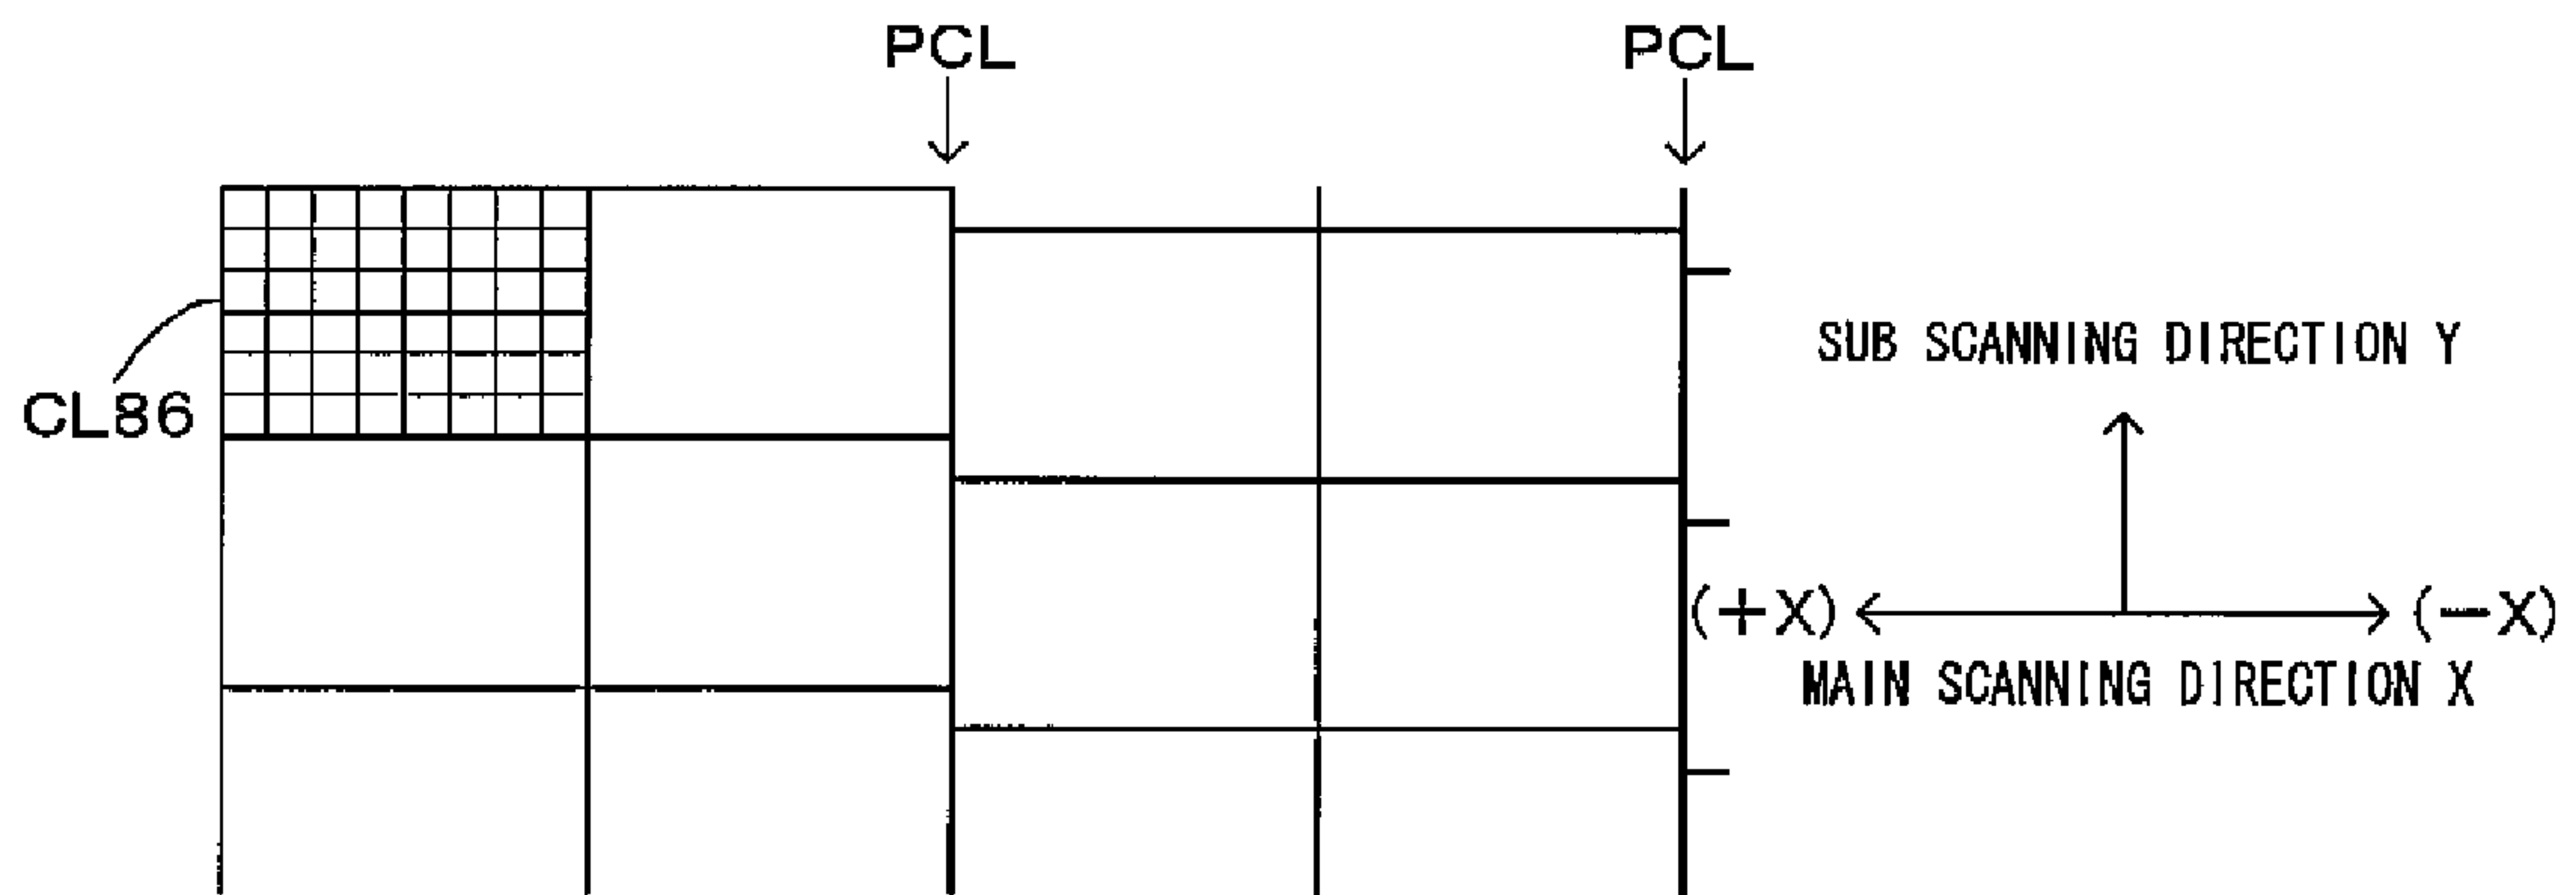 PCL PCL
CL86
SUB SCANNING DIRECTION Y
(+X) (−X)
MAIN SCANNING DIRECTION X